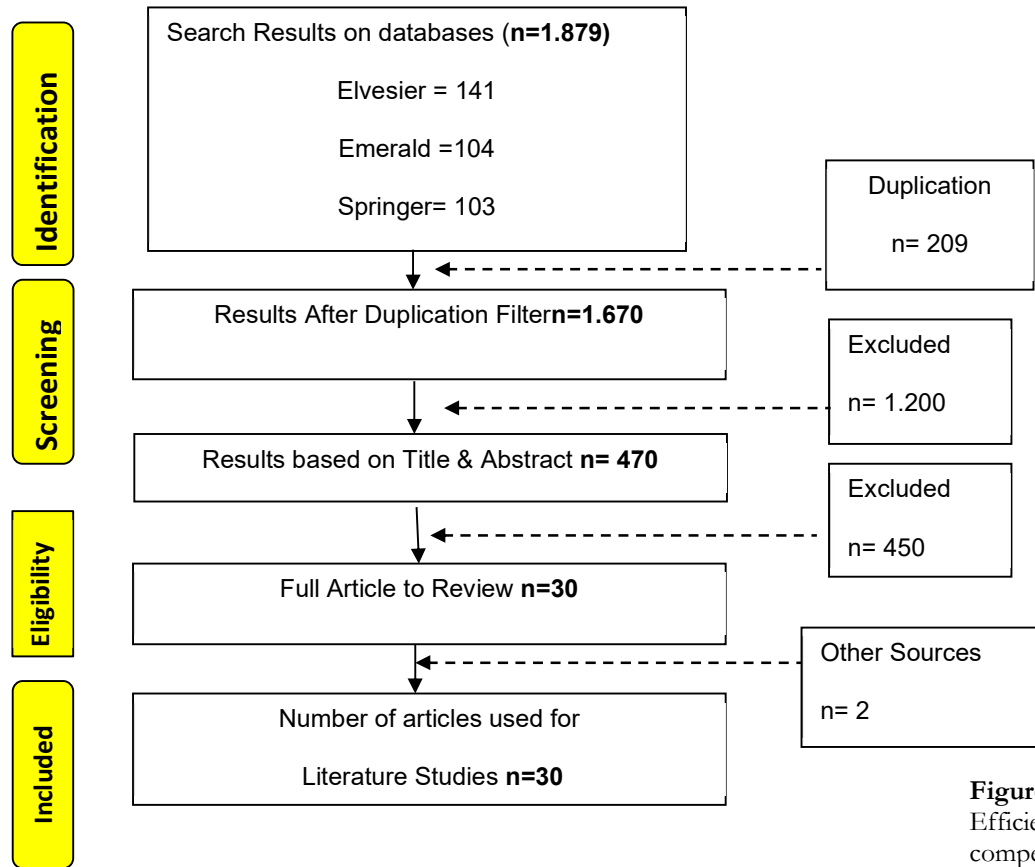 Identification
Search Results on databases (n=1.879)
Elvesier = 141
Emerald =104
Springer= 103
Duplication
n= 209
Screening
Results After Duplication Filtern=1.670
Excluded
n= 1.200
Results based on Title & Abstract n= 470
Excluded
n= 450
Eligibility
Full Article to Review n=30
Other Sources
n= 2
Included
Number of articles used for
Literature Studies n=30
Figure